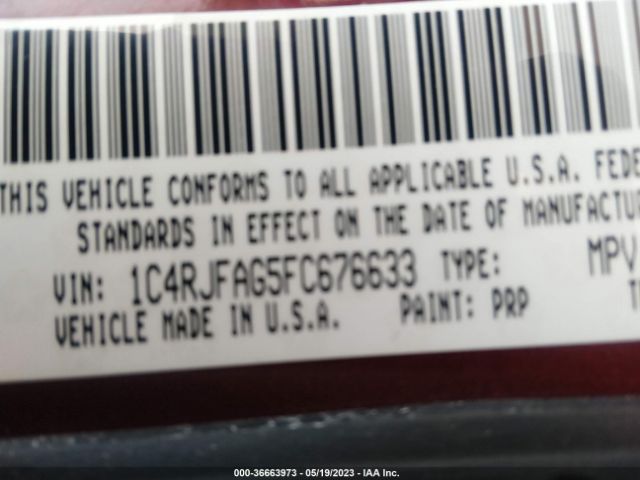 THIS VEHICLE CONFORMS TO ALL APPLICABLE U.S.A. FEDE
STANDARDS IN EFFECT ON THE DATE OF MANUFACTU
VIN: 1C4RJFAG5FC676633 TYPE: MPV
VEHICLE MADE IN U.S.A. PAINT: PRP
000-36663973 - 05/19/2023 - IAA Inc.